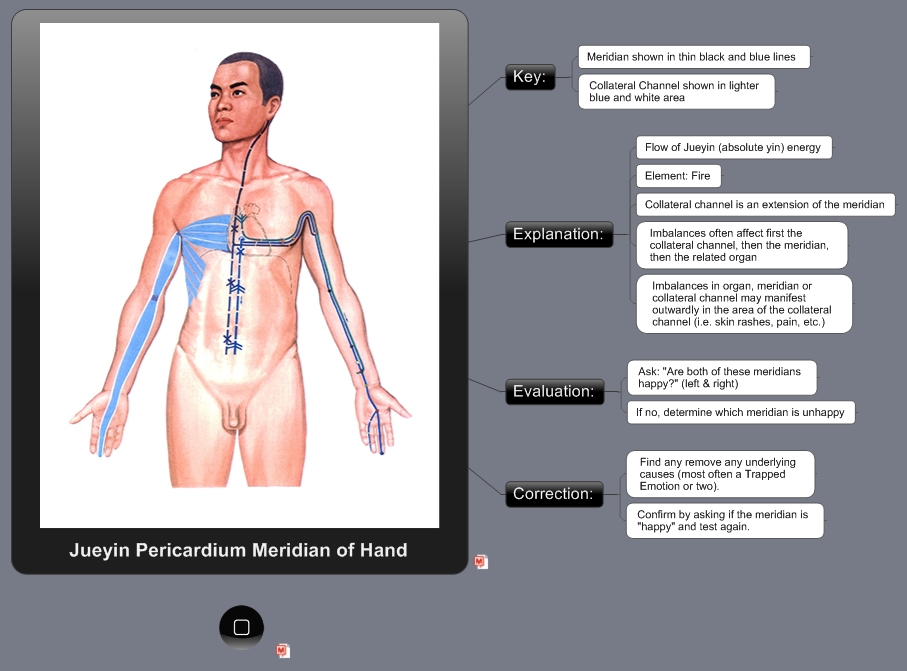 Key:
Meridian shown in thin black and blue lines
Collateral Channel shown in lighter
blue and white area
Explanation:
Flow of Jueyin (absolute yin) energy
Element: Fire
Collateral channel is an extension of the meridian
Imbalances often affect first the
collateral channel, then the meridian,
then the related organ
Imbalances in organ, meridian or
collateral channel may manifest
outwardly in the area of the collateral
channel (i.e. skin rashes, pain, etc.)
Evaluation:
Ask: "Are both of these meridians
happy?" (left & right)
If no, determine which meridian is unhappy
Correction:
Find any remove any underlying
causes (most often a Trapped
Emotion or two).
Confirm by asking if the meridian is
"happy" and test again.
Jueyin Pericardium Meridian of Hand
M
M